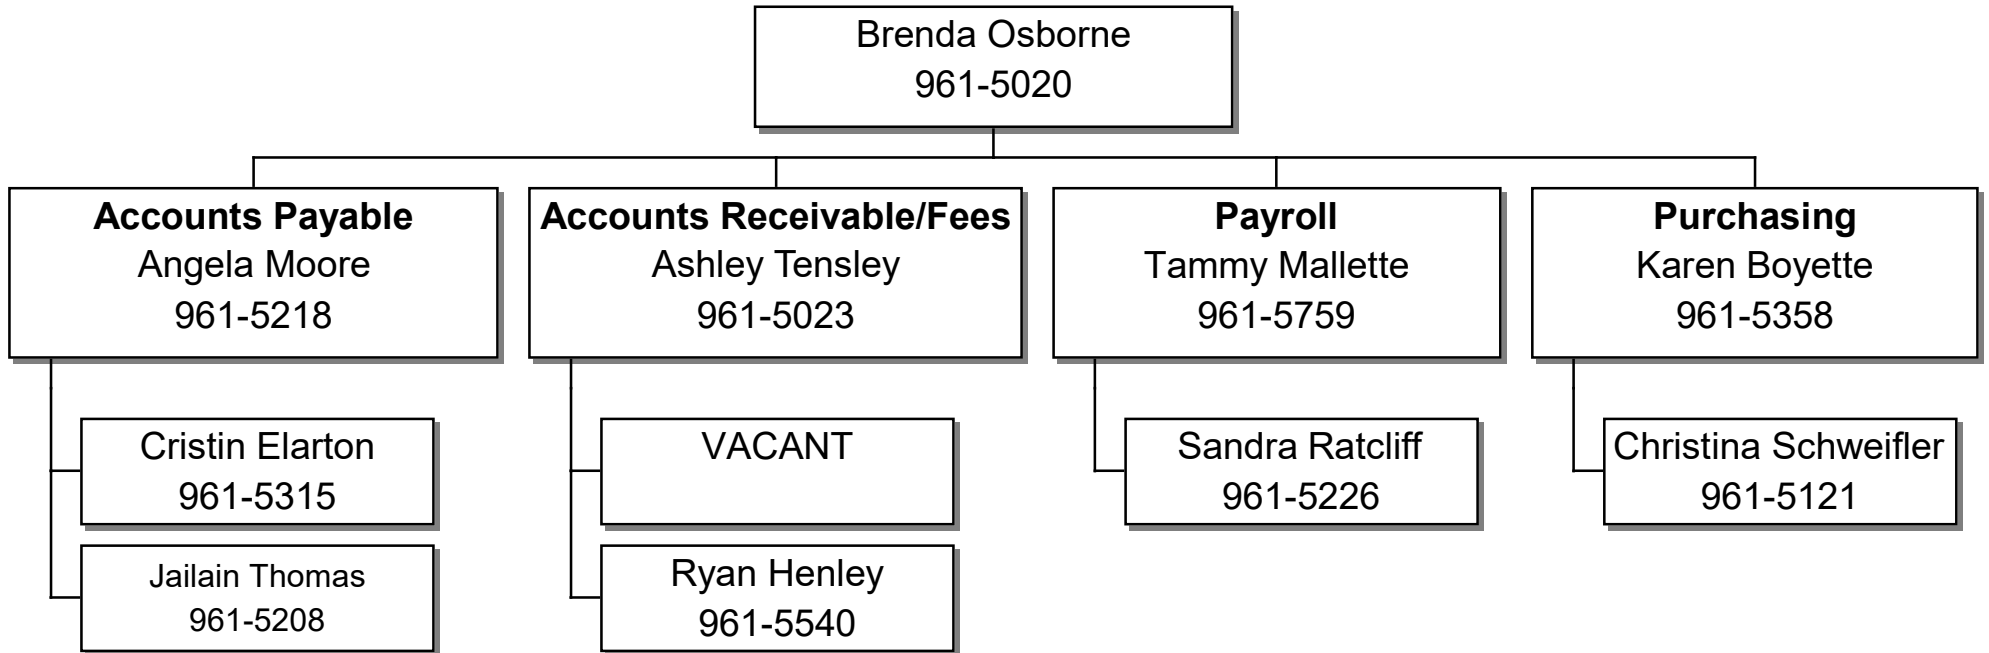 Brenda Osborne
961-5020
Accounts Payable
Angela Moore
961-5218
Accounts Receivable/Fees
Ashley Tensley
961-5023
Payroll
Tammy Mallette
961-5759
Purchasing
Karen Boyette
961-5358
Cristin Elarton
961-5315
Jailain Thomas
961-5208
VACANT
Ryan Henley
961-5540
Sandra Ratcliff
961-5226
Christina Schweifler
961-5121